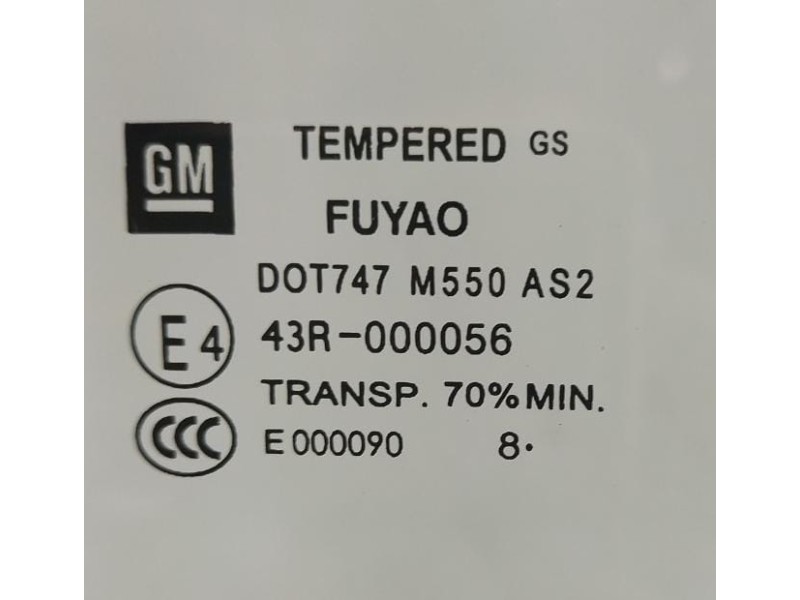 GM
TEMPERED GS
FUYAO
DOT747 M550 AS2
E4
43R-000056
TRANSP. 70% MIN.
CCC
E000090 8·